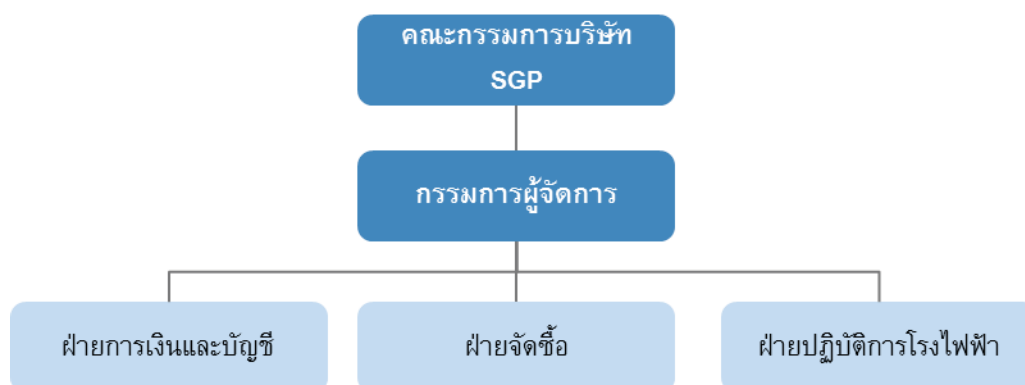 คณะกรรมการบริษัท
SGP
กรรมการผู้จัดการ
ฝ่ายการเงินและบัญชี
ฝ่ายจัดซื้อ
ฝ่ายปฏิบัติการโรงไฟฟ้า